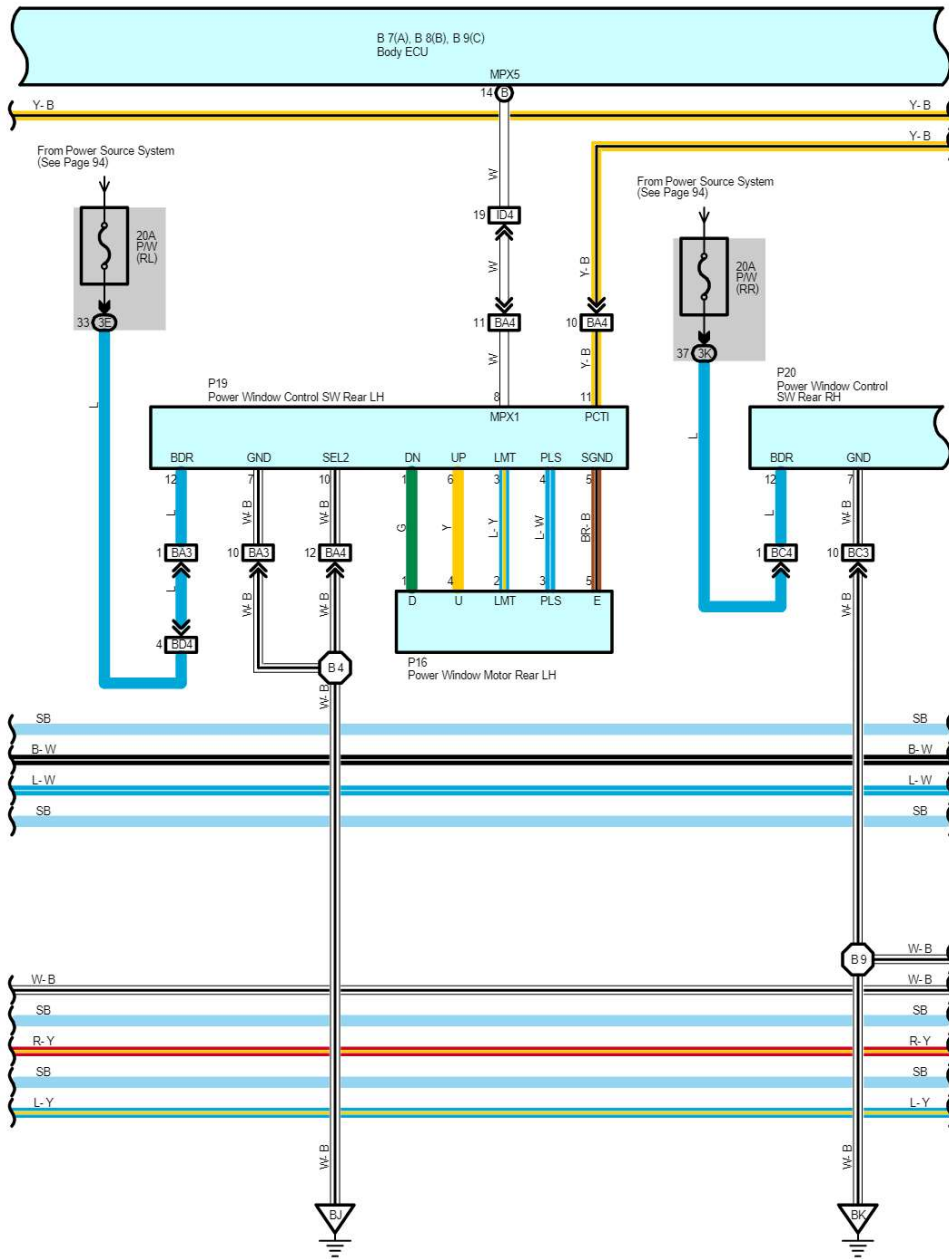 B 7(A), B 8(B), B 9(C)
Body ECU
MPX5
14 B
Y- B Y- B
Y- B
From Power Source System
(See Page 94)
From Power Source System
(See Page 94)
W
19 ID4
20A
P/W
(RL)
20A
P/W
(RR)
W
Y- B
33 3E
11 BA4
10 BA4
37 3K
W
Y- B
P19
Power Window Control SW Rear LH
P20
Power Window Control
SW Rear RH
8 11
MPX1 PCTI
L
L
BDR GND SEL2 DN UP LMT PLS SGND
BDR GND
12 7 10 1 6 3 4 5
12 7
L W- B W- B G Y L- Y L- W BR- B
L W- B
1 BA3 10 BA3 12 BA4
1 BC4 10 BC3
L W- B W- B
1 4 2 3 5
D U LMT PLS E
W- B
4 BD4
B 4
P16
Power Window Motor Rear LH
W- B
SB SB
B- W B- W
L- W L- W
SB SB
B 9 W- B
W- B W- B
SB SB
R- Y R- Y
SB SB
L- Y L- Y
W- B W- B
BJ BK